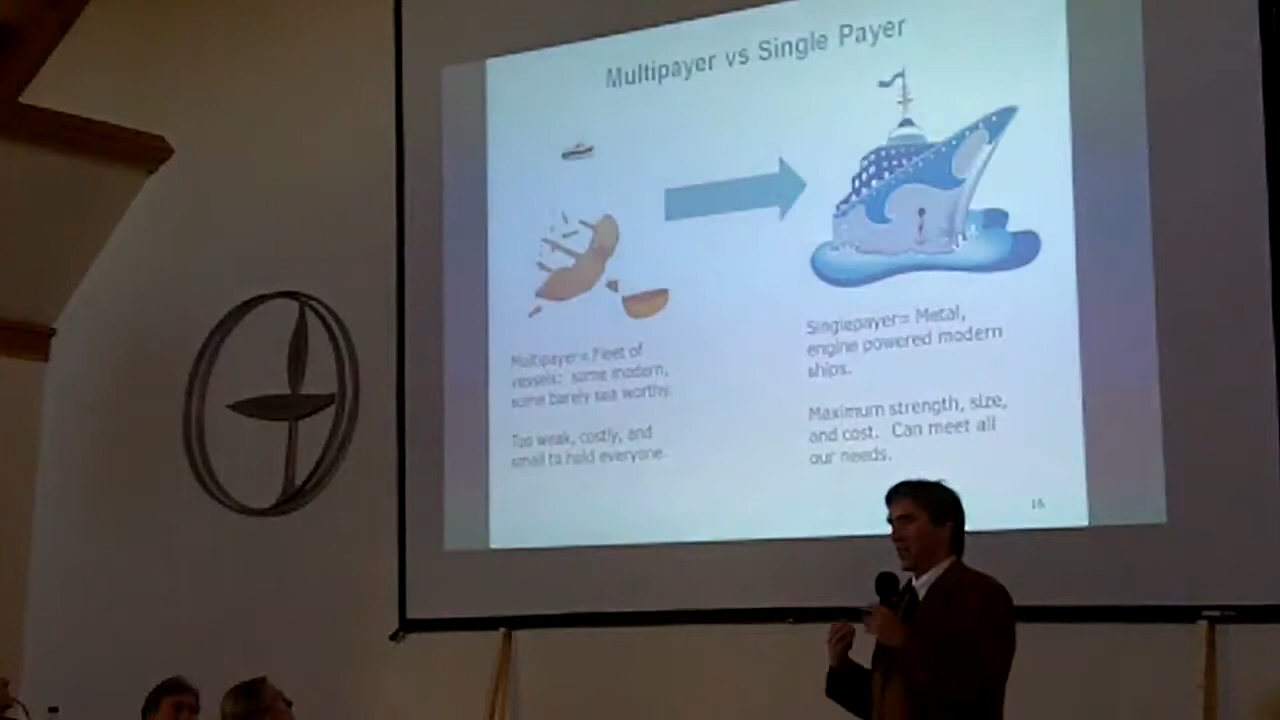 Multipayer vs Single Payer
Multipayer= Fleet of
vessels: some modern,
some barely sea worthy.
Too weak, costly, and
small to hold everyone.
Singlepayer= Metal,
engine powered modern
ships.
Maximum strength, size,
and cost. Can meet all
our needs.
16